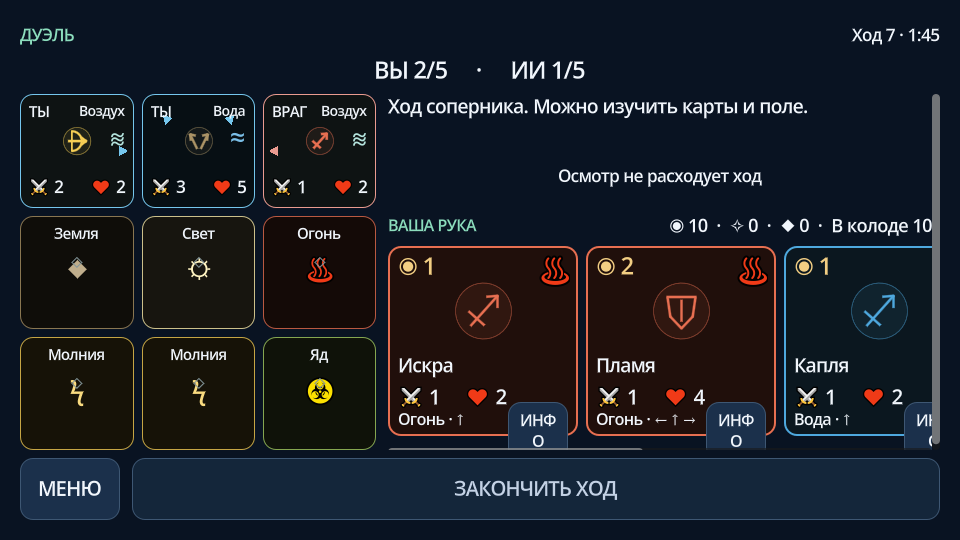 ДУЭЛЬ
Ход 7 · 1:45
ВЫ 2/5 · ИИ 1/5
ТЫ Воздух
2 2
ТЫ Вода
3 5
ВРАГ Воздух
1 2
Земля
Свет
Огонь
Молния
Молния
Яд
Ход соперника. Можно изучить карты и поле.
Осмотр не расходует ход
ВАША РУКА
◉ 10 · ✧ 0 · ◆ 0 · В колоде 10
◉ 1
Искра
1 2
Огонь · ↑
ИНФ
О
◉ 2
Пламя
1 4
Огонь · ← ↑ →
ИНФ
О
◉ 1
Капля
1 2
Вода · ↑
МЕНЮ
ЗАКОНЧИТЬ ХОД